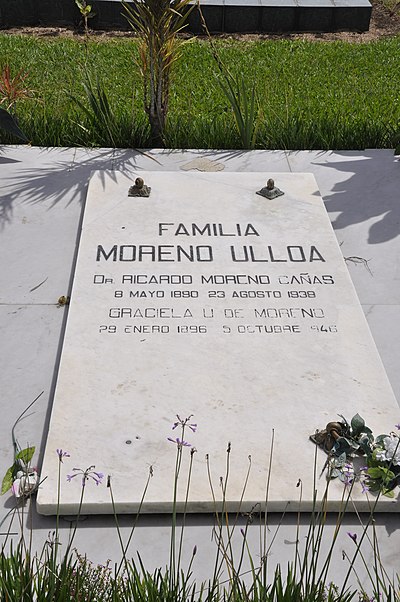 FAMILIA
MORENO ULLOA
DR. RICARDO MORENO CAÑAS
8 MAYO 1890 23 AGOSTO 1938
GRACIELA U DE MORENO
29 ENERO 1896 5 OCTUBRE 1946